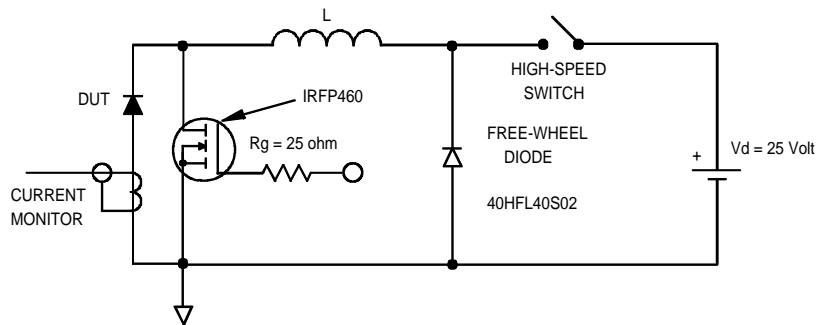 L
HIGH-SPEED
SWITCH
DUT
IRFP460
Rg = 25 ohm
FREE-WHEEL
DIODE
40HFL40S02
+
Vd = 25 Volt
CURRENT
MONITOR